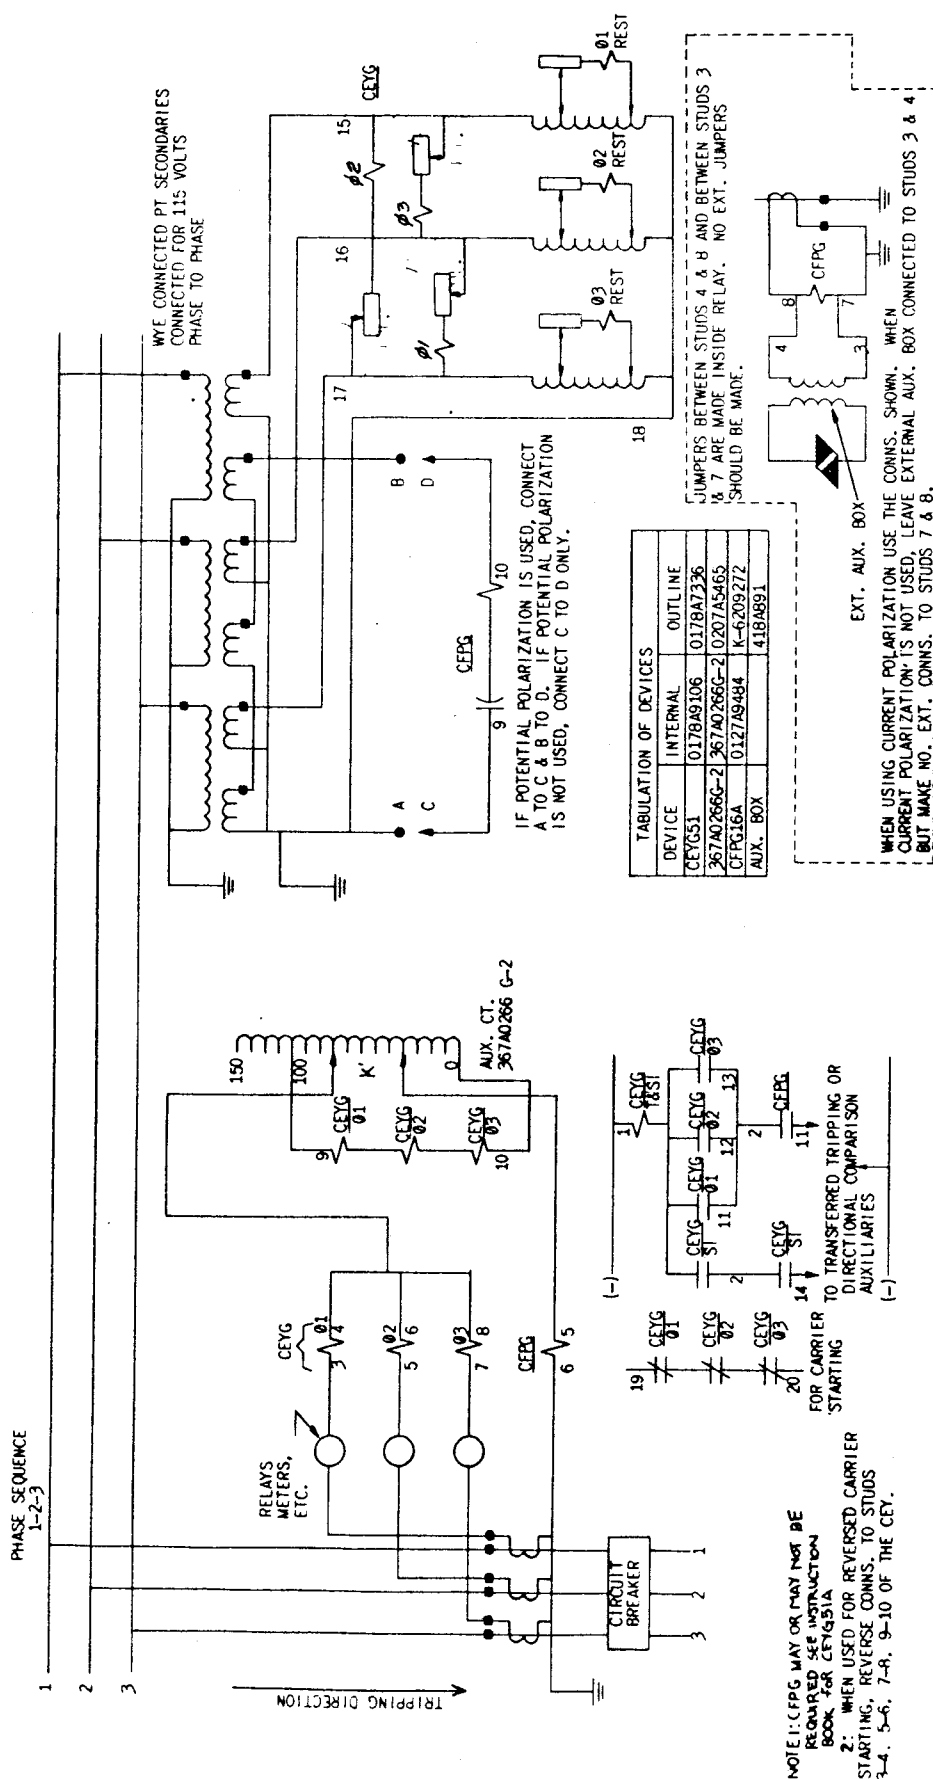 PHASE SEQUENCE
1-2-3
1
2
3
TRIPPING DIRECTION
RELAYS
METERS,
ETC.
CEYG
Ø1
3
4
Ø2
5
6
Ø3
7
8
CFPG
6
5
CIRCUIT
BREAKER
3
2
1
150
100
K'
0
CEYG
Ø1
CEYG
Ø2
CEYG
Ø3
9
10
AUX. CT.
367A0266 G-2
WYE CONNECTED PT SECONDARIES
CONNECTED FOR 115 VOLTS
PHASE TO PHASE
CEYG
15
16
17
18
Ø2
Ø3
Ø1
Ø1
REST
Ø2
REST
Ø3
REST
A
C
B
D
CFPG
9
10
IF POTENTIAL POLARIZATION IS USED, CONNECT
A TO C & B TO D. IF POTENTIAL POLARIZATION
IS NOT USED, CONNECT C TO D ONLY.
TABULATION OF DEVICES
DEVICE INTERNAL OUTLINE
CEYG51 0178A9106 0178A7336
367A0266G-2 367A0266G-2 0207A5465
CFPG16A 0127A9484 K-6209272
AUX. BOX 418A891
JUMPERS BETWEEN STUDS 4 & 8 AND BETWEEN STUDS 3
& 7 ARE MADE INSIDE RELAY. NO EXT. JUMPERS
SHOULD BE MADE.
4
8
3
7
CFPG
EXT. AUX. BOX
WHEN USING CURRENT POLARIZATION USE THE CONNS. SHOWN. WHEN
CURRENT POLARIZATION' IS NOT USED, LEAVE EXTERNAL AUX. BOX CONNECTED TO STUDS 3 & 4
BUT MAKE NO. EXT. CONNS. TO STUDS 7 & 8.
(-)
1
CEYG
T&SI
CEYG
SI
CEYG
Ø1
CEYG
Ø2
CEYG
Ø3
11
12
13
2
2
CEYG
SI
CFPG
14
11
TO TRANSFERRED TRIPPING OR
DIRECTIONAL COMPARISON
AUXILIARIES
(-)
19
CEYG
Ø1
CEYG
Ø2
CEYG
Ø3
20
FOR CARRIER
'STARTING
NOTE 1: CFPG MAY OR MAY NOT BE
REQUIRED SEE INSTRUCTION
BOOK FOR CEYG51A
2: WHEN USED FOR REVERSED CARRIER
STARTING, REVERSE CONNS. TO STUDS
3-4, 5-6, 7-8, 9-10 OF THE CEY.